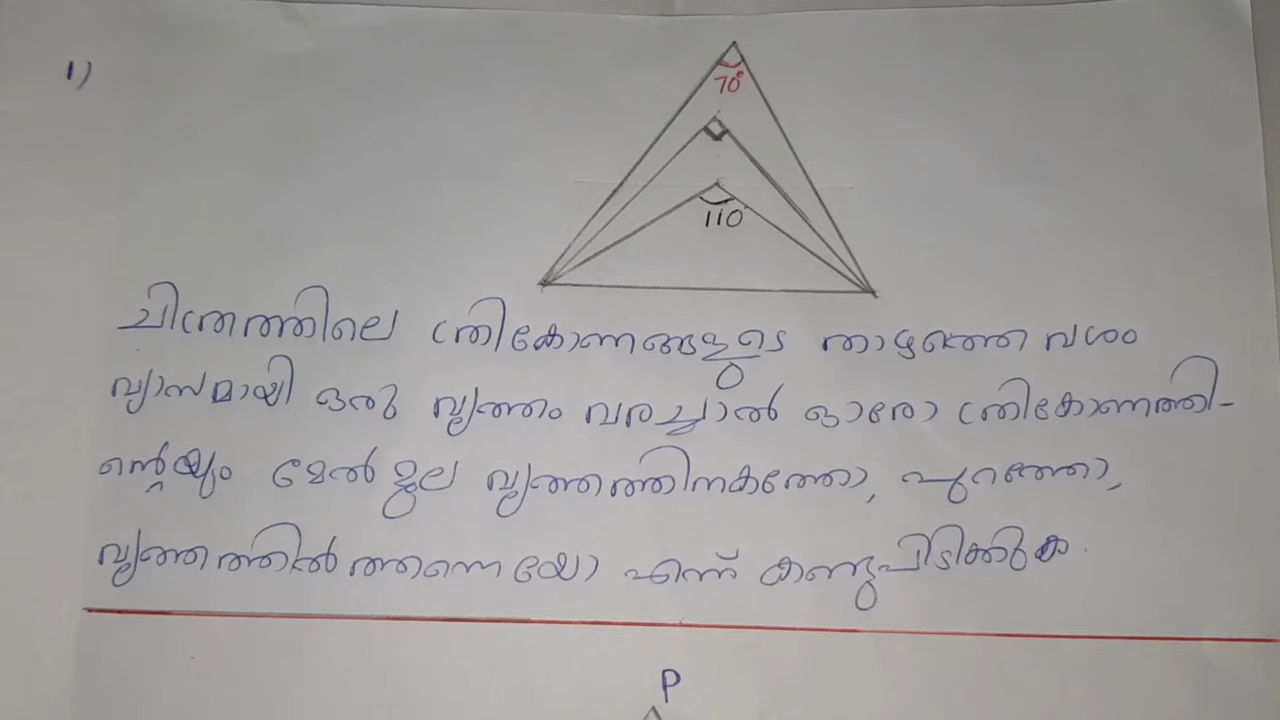 1)
70°
110°
ചിത്രത്തിലെ ത്രികോണങ്ങളുടെ താഴത്തെ വശം
വ്യാസമായി ഒരു വൃത്തം വരച്ചാൽ ഓരോ ത്രികോണത്തി-
ന്റെയും മേൽമൂല വൃത്തത്തിനകത്തോ, പുറത്തോ,
വൃത്തത്തിൽത്തന്നെയോ എന്ന് കണ്ടുപിടിക്കുക.
P